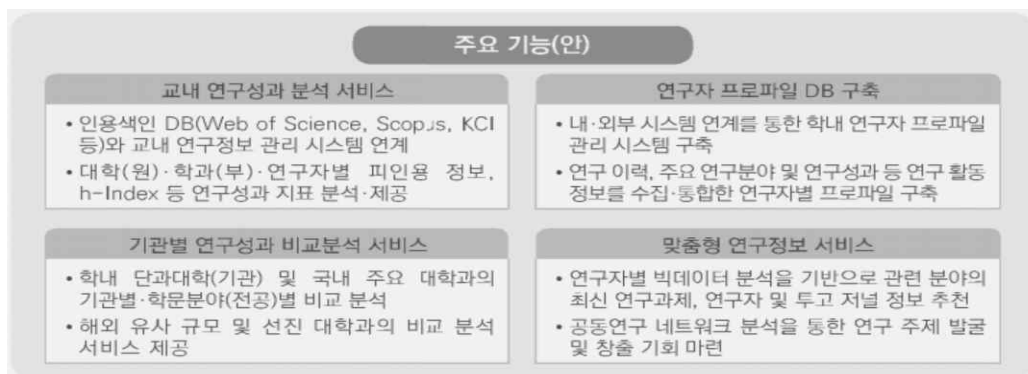 주요 기능(안)
교내 연구성과 분석 서비스
• 인용색인 DB(Web of Science, Scopus, KCI
등)와 교내 연구정보 관리 시스템 연계
• 대학(원)·학과(부)·연구자별 피인용 정보,
h-Index 등 연구성과 지표 분석·제공
연구자 프로파일 DB 구축
• 내·외부 시스템 연계를 통한 학내 연구자 프로파일
관리 시스템 구축
• 연구 이력, 주요 연구분야 및 연구성과 등 연구 활동
정보를 수집·통합한 연구자별 프로파일 구축
기관별 연구성과 비교분석 서비스
• 학내 단과대학(기관) 및 국내 주요 대학과의
기관별·학문분야(전공)별 비교 분석
• 해외 유사 규모 및 선진 대학과의 비교 분석
서비스 제공
맞춤형 연구정보 서비스
• 연구자별 빅데이터 분석을 기반으로 관련 분야의
최신 연구과제, 연구자 및 투고 저널 정보 추천
• 공동연구 네트워크 분석을 통한 연구 주제 발굴
및 창출 기회 마련